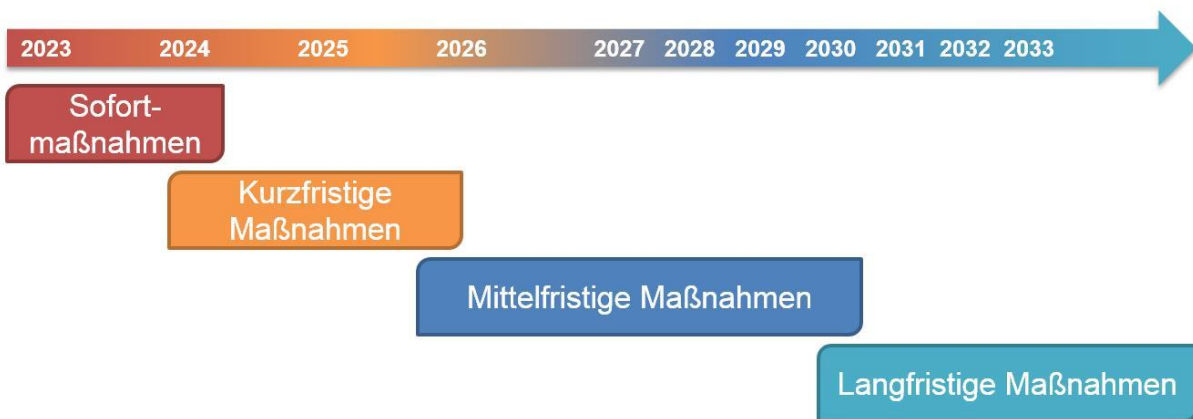 2023 2024 2025 2026 2027 2028 2029 2030 2031 2032 2033
Sofort-
maßnahmen
Kurzfristige
Maßnahmen
Mittelfristige Maßnahmen
Langfristige Maßnahmen